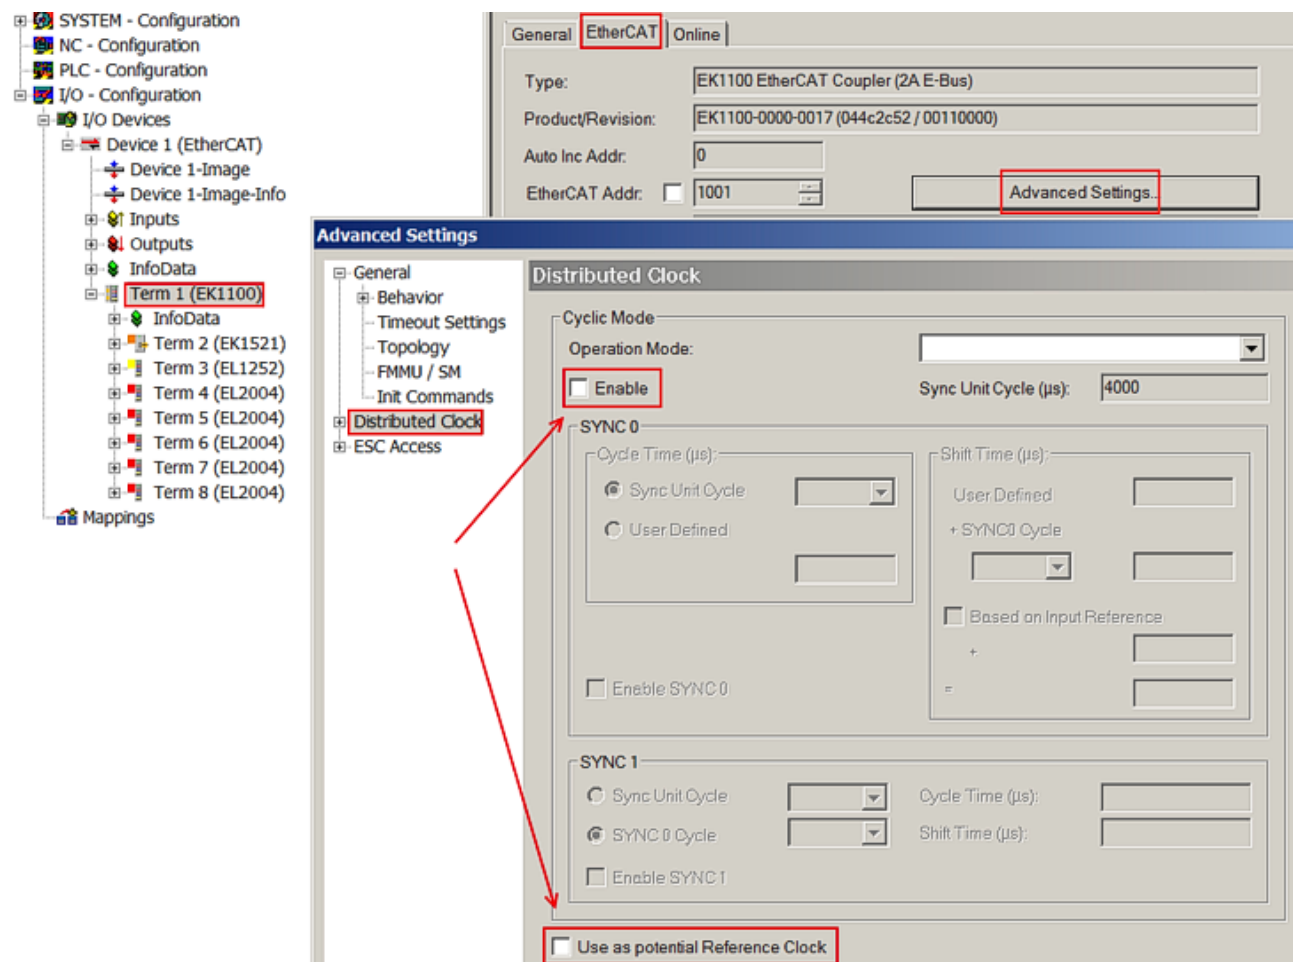 SYSTEM - Configuration
NC - Configuration
PLC - Configuration
I/O - Configuration
I/O Devices
Device 1 (EtherCAT)
Device 1-Image
Device 1-Image-Info
Inputs
Outputs
InfoData
Term 1 (EK1100)
InfoData
Term 2 (EK1521)
Term 3 (EL1252)
Term 4 (EL2004)
Term 5 (EL2004)
Term 6 (EL2004)
Term 7 (EL2004)
Term 8 (EL2004)
Mappings
General EtherCAT Online
Type: EK1100 EtherCAT Coupler (2A E-Bus)
Product/Revision: EK1100-0000-0017 (044c2c52 / 00110000)
Auto Inc Addr: 0
EtherCAT Addr: 1001 Advanced Settings...
Advanced Settings
General
Behavior
Timeout Settings
Topology
FMMU / SM
Init Commands
Distributed Clock
ESC Access
Distributed Clock
Cyclic Mode
Operation Mode:
Enable Sync Unit Cycle (µs): 4000
SYNC 0
Cycle Time (µs): Shift Time (µs):
Sync Unit Cycle User Defined
User Defined + SYNC0 Cycle
Based on Input Reference
+
Enable SYNC 0 =
SYNC 1
Sync Unit Cycle Cycle Time (µs):
SYNC 0 Cycle Shift Time (µs):
Enable SYNC 1
Use as potential Reference Clock